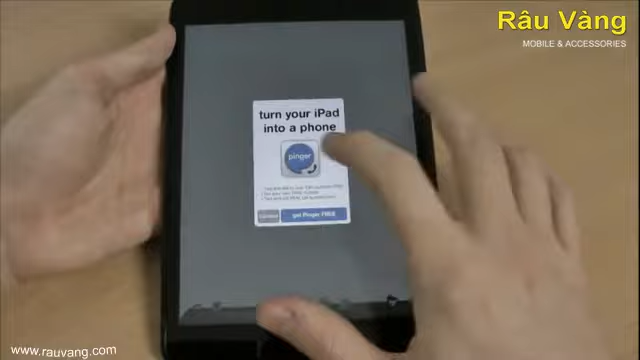 Râu Vàng
MOBILE & ACCESSORIES
turn your iPad
into a phone
pinger
get Pinger FREE
www.rauvang.com